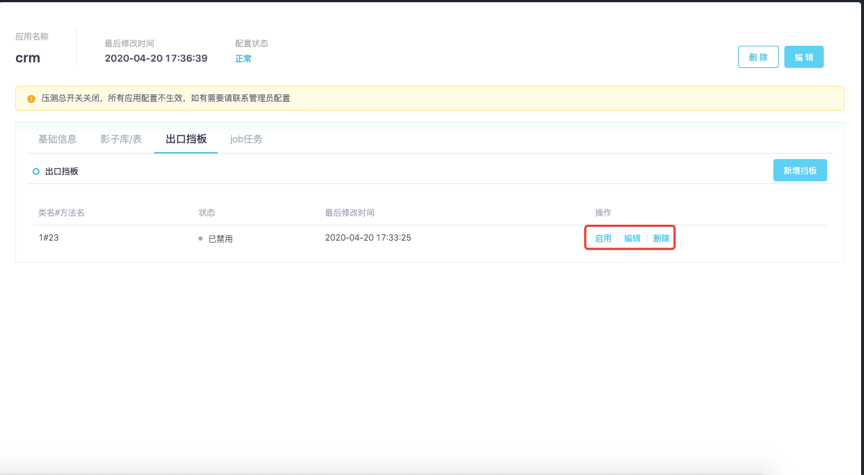 应用名称
crm
最后修改时间
2020-04-20 17:36:39
配置状态
正常
删 除
编 辑
压测总开关关闭，所有应用配置不生效，如有需要请联系管理员配置
基础信息 影子库/表 出口挡板 job任务
出口挡板
新增挡板
类名#方法名 状态 最后修改时间 操作
1#23 已禁用 2020-04-20 17:33:25 启用 编辑 删除